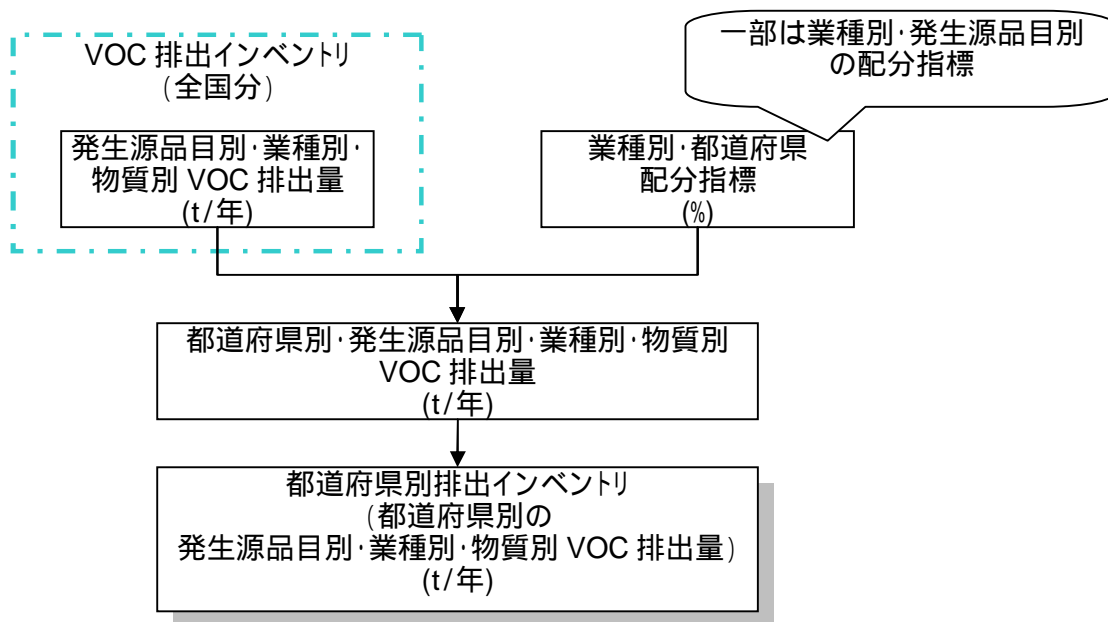 VOC 排出インベントリ
(全国分)
発生源品目別･業種別･
物質別 VOC 排出量
(t/年)
一部は業種別･発生源品目別
の配分指標
業種別･都道府県
配分指標
(%)
都道府県別･発生源品目別･業種別･物質別
VOC 排出量
(t/年)
都道府県別排出インベントリ
(都道府県別の
発生源品目別･業種別･物質別 VOC 排出量)
(t/年)